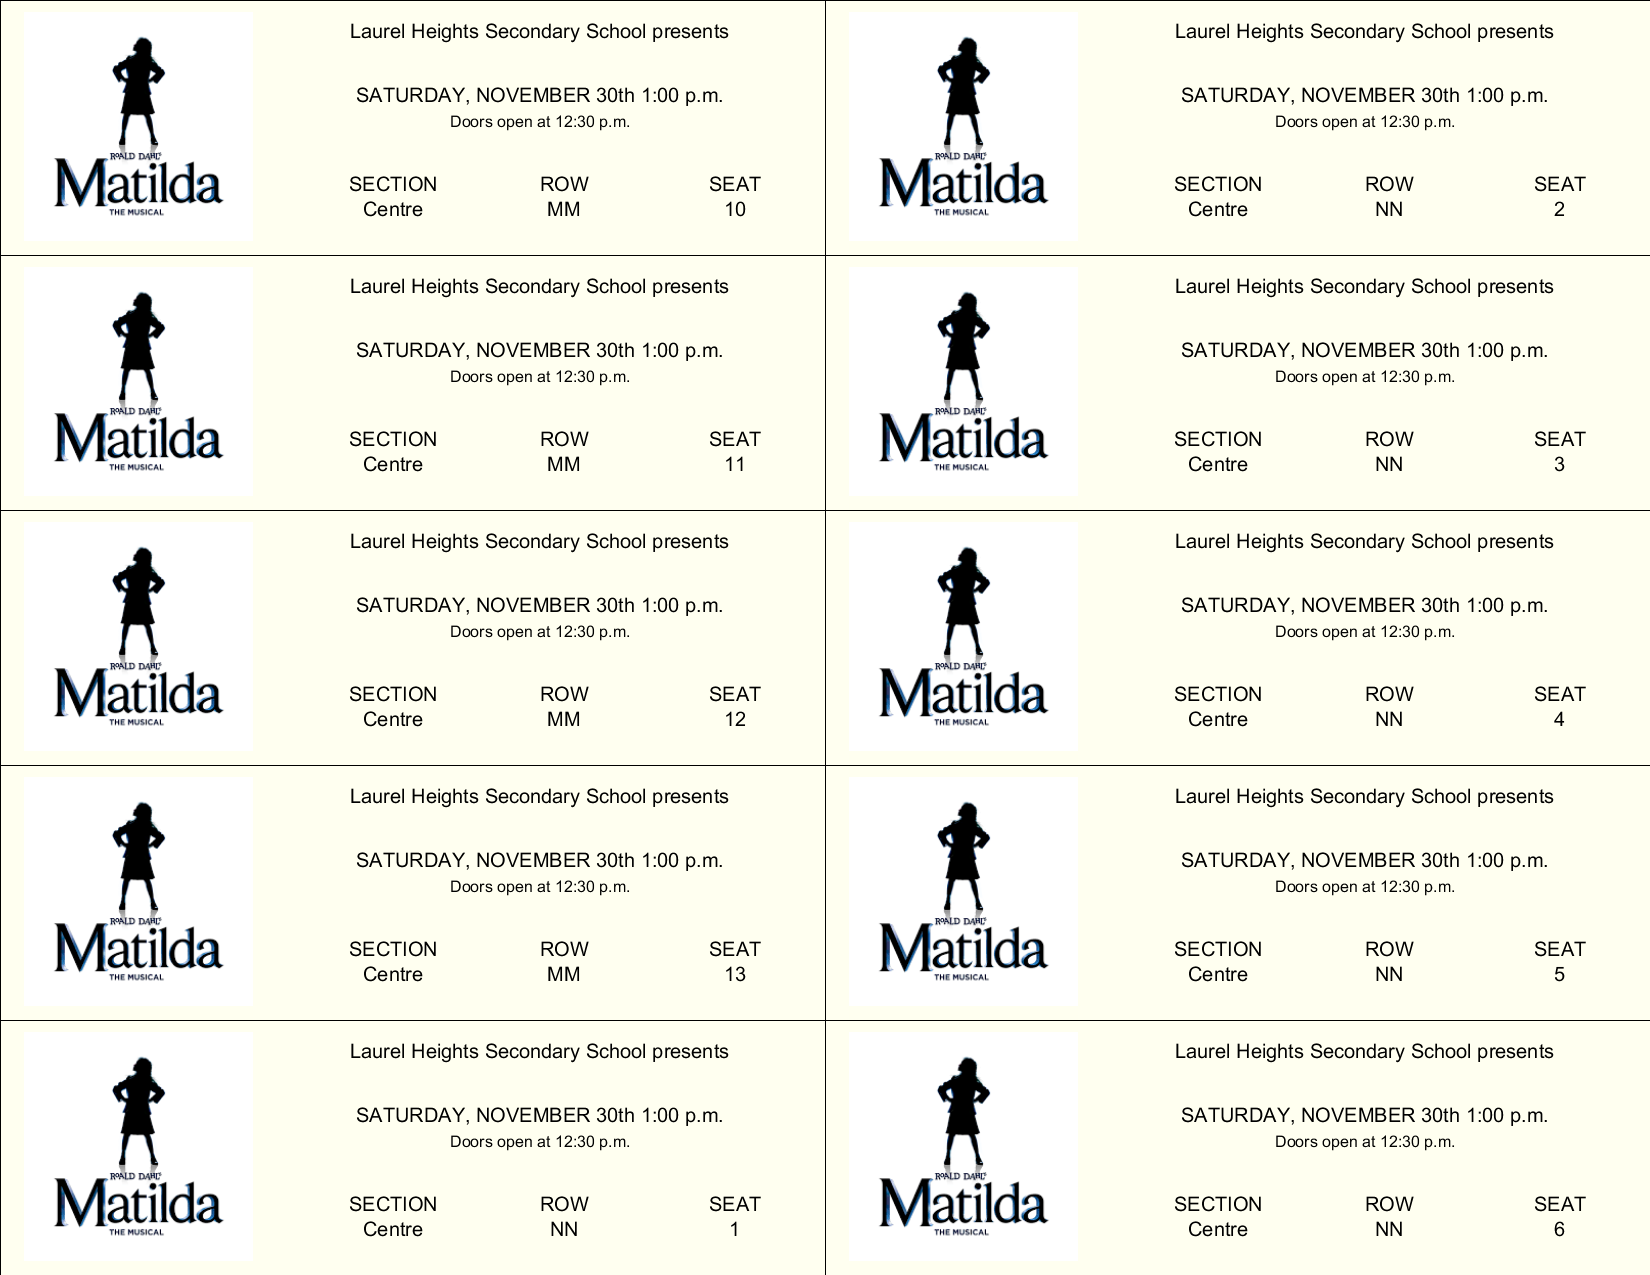 Laurel Heights Secondary School presents
SATURDAY, NOVEMBER 30th 1:00 p.m.
Doors open at 12:30 p.m.
ROALD DAHL'S
Matilda
THE MUSICAL
SECTION ROW SEAT
Centre MM 10
Laurel Heights Secondary School presents
SATURDAY, NOVEMBER 30th 1:00 p.m.
Doors open at 12:30 p.m.
ROALD DAHL'S
Matilda
THE MUSICAL
SECTION ROW SEAT
Centre NN 2
Laurel Heights Secondary School presents
SATURDAY, NOVEMBER 30th 1:00 p.m.
Doors open at 12:30 p.m.
ROALD DAHL'S
Matilda
THE MUSICAL
SECTION ROW SEAT
Centre MM 11
Laurel Heights Secondary School presents
SATURDAY, NOVEMBER 30th 1:00 p.m.
Doors open at 12:30 p.m.
ROALD DAHL'S
Matilda
THE MUSICAL
SECTION ROW SEAT
Centre NN 3
Laurel Heights Secondary School presents
SATURDAY, NOVEMBER 30th 1:00 p.m.
Doors open at 12:30 p.m.
ROALD DAHL'S
Matilda
THE MUSICAL
SECTION ROW SEAT
Centre MM 12
Laurel Heights Secondary School presents
SATURDAY, NOVEMBER 30th 1:00 p.m.
Doors open at 12:30 p.m.
ROALD DAHL'S
Matilda
THE MUSICAL
SECTION ROW SEAT
Centre NN 4
Laurel Heights Secondary School presents
SATURDAY, NOVEMBER 30th 1:00 p.m.
Doors open at 12:30 p.m.
ROALD DAHL'S
Matilda
THE MUSICAL
SECTION ROW SEAT
Centre MM 13
Laurel Heights Secondary School presents
SATURDAY, NOVEMBER 30th 1:00 p.m.
Doors open at 12:30 p.m.
ROALD DAHL'S
Matilda
THE MUSICAL
SECTION ROW SEAT
Centre NN 5
Laurel Heights Secondary School presents
SATURDAY, NOVEMBER 30th 1:00 p.m.
Doors open at 12:30 p.m.
ROALD DAHL'S
Matilda
THE MUSICAL
SECTION ROW SEAT
Centre NN 1
Laurel Heights Secondary School presents
SATURDAY, NOVEMBER 30th 1:00 p.m.
Doors open at 12:30 p.m.
ROALD DAHL'S
Matilda
THE MUSICAL
SECTION ROW SEAT
Centre NN 6